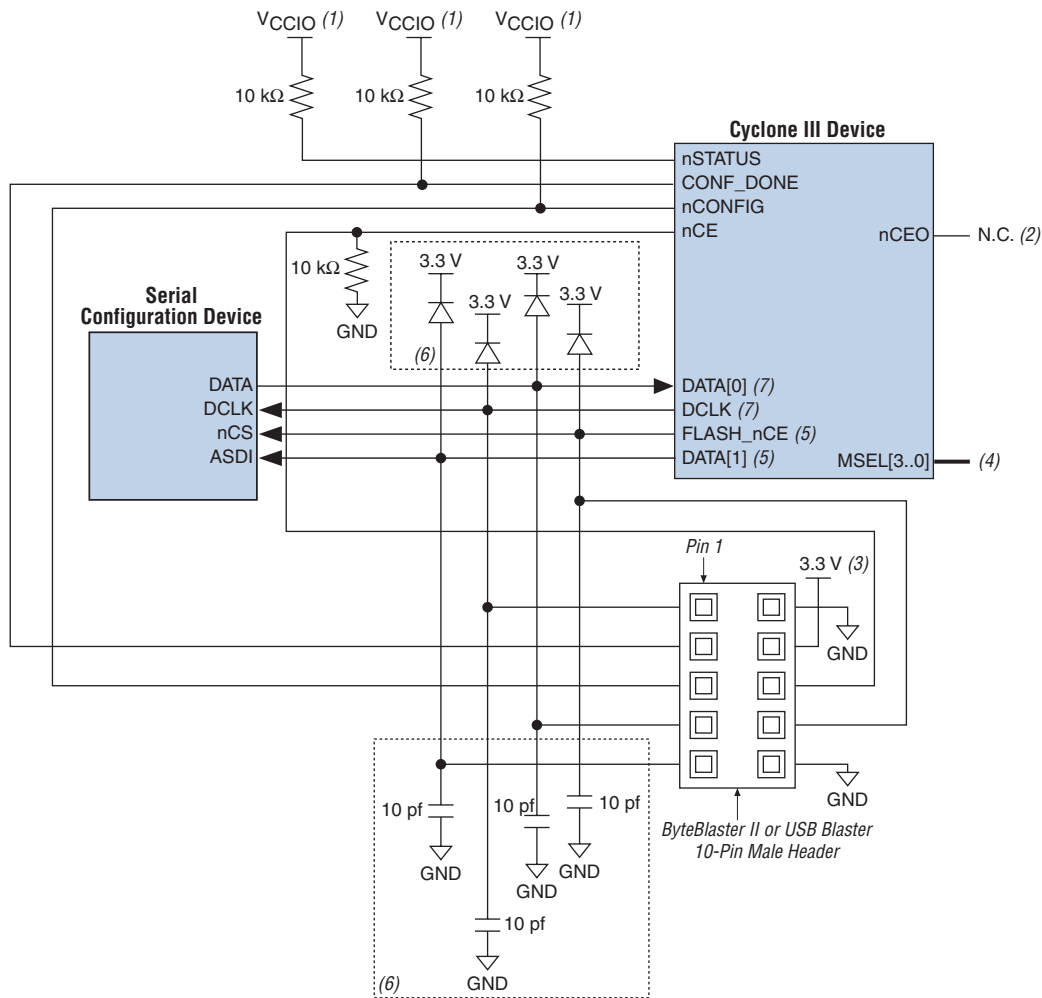 VCCIO (1) VCCIO (1) VCCIO (1)
10 kΩ 10 kΩ 10 kΩ
Cyclone III Device
nSTATUS
CONF_DONE
nCONFIG
nCE
nCEO N.C. (2)
10 kΩ
GND
3.3 V 3.3 V
3.3 V 3.3 V
(6)
Serial
Configuration Device
DATA
DCLK
nCS
ASDI
DATA[0] (7)
DCLK (7)
FLASH_nCE (5)
DATA[1] (5)
MSEL[3..0] (4)
Pin 1
3.3 V (3)
GND
GND
10 pf 10 pf 10 pf
GND GND GND
10 pf
GND
(6)
ByteBlaster II or USB Blaster
10-Pin Male Header